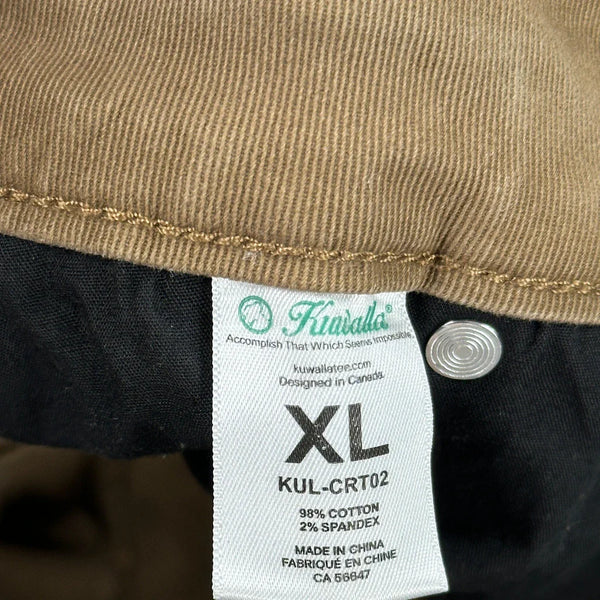 Kuwalla®
Accomplish That Which Seems Impossible.
kuwallatee.com
Designed in Canada.
XL
KUL-CRT02
98% COTTON
2% SPANDEX
MADE IN CHINA
FABRIQUÉ EN CHINE
CA 56647